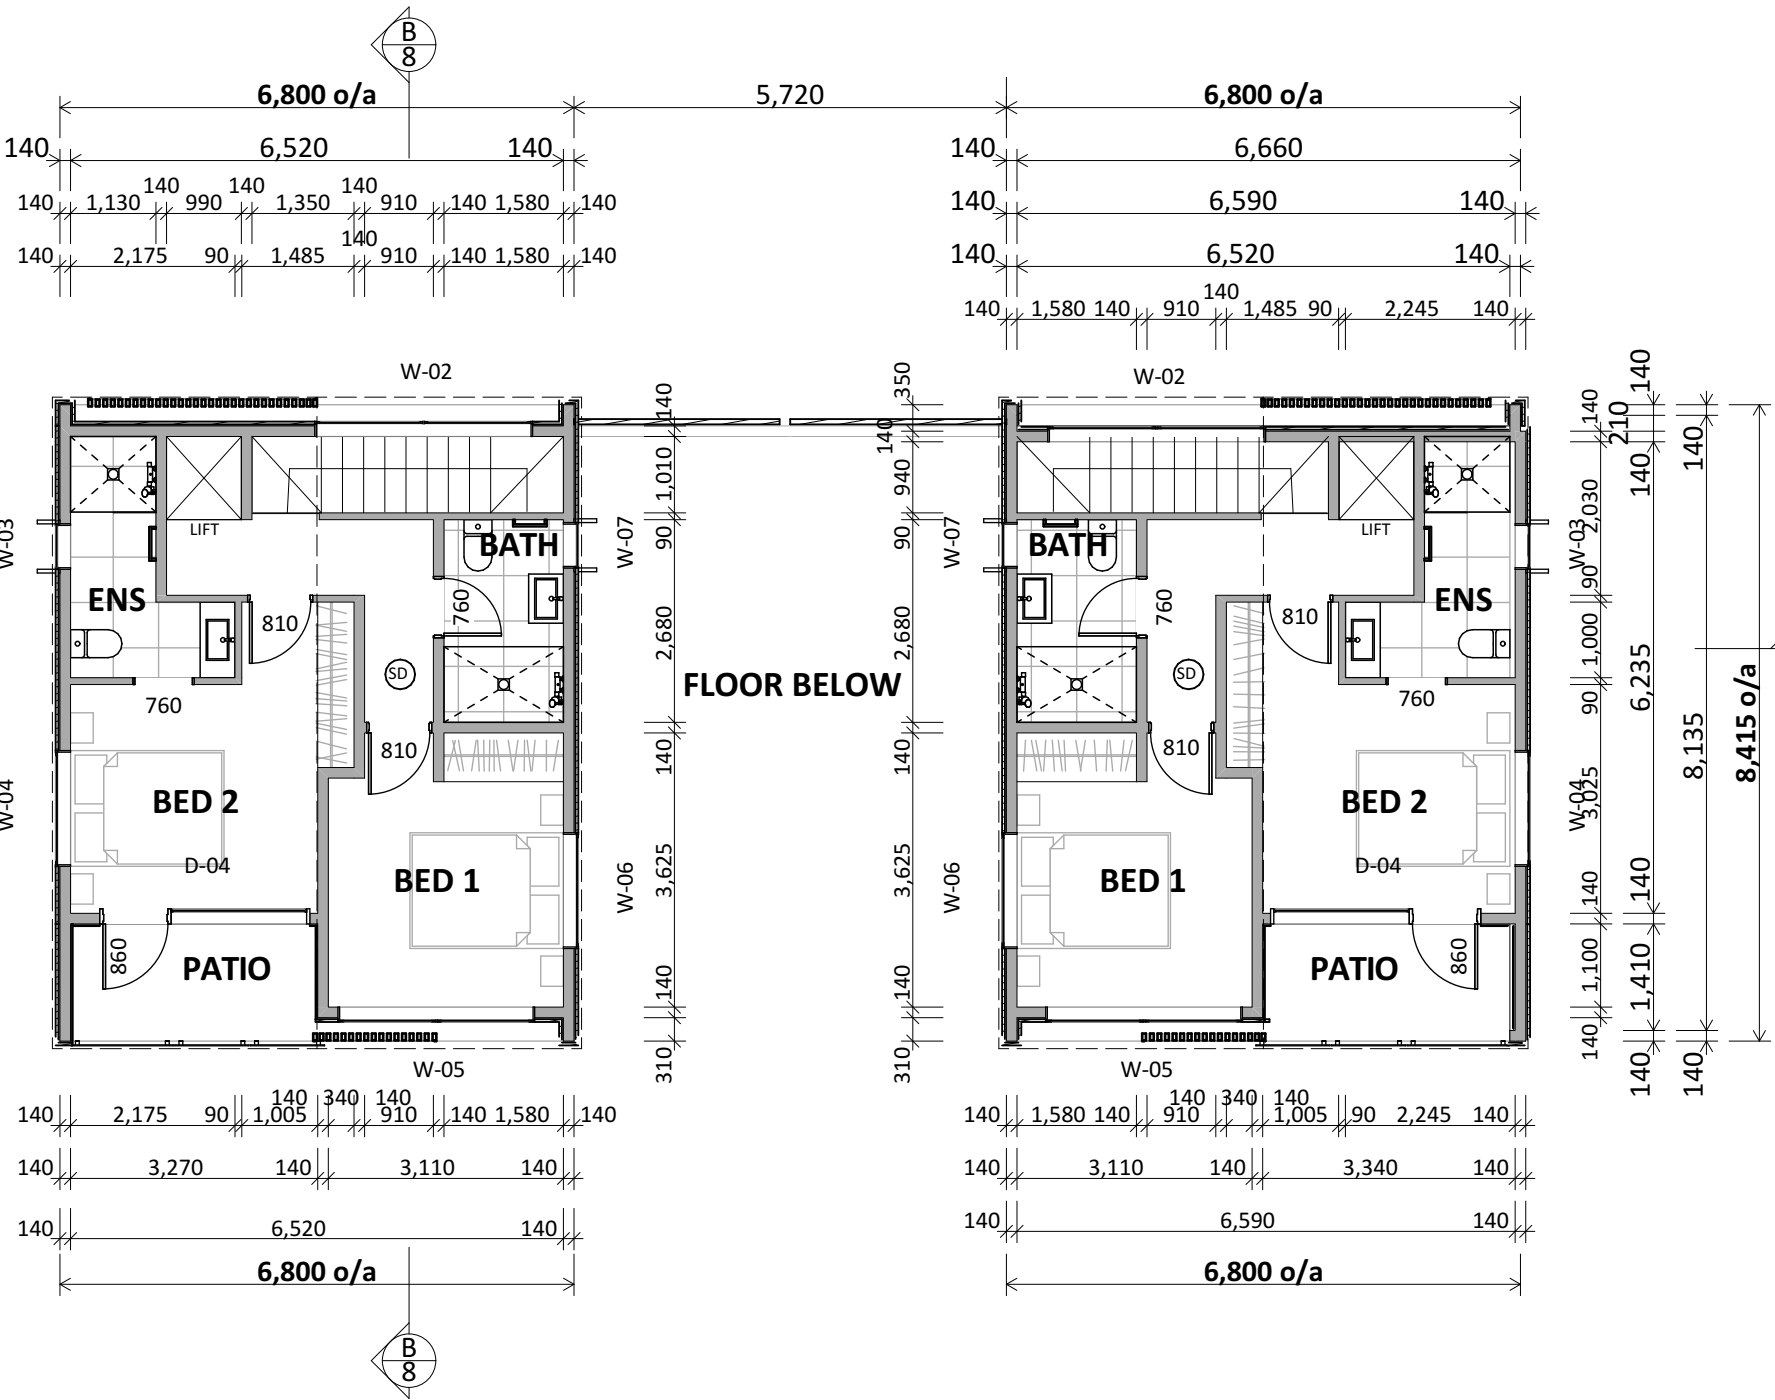 B
8
6,800 o/a 5,720 6,800 o/a
140 6,520 140 140 6,660
140 140 140
140 1,130 990 1,350 910 140 1,580 140 140 6,590 140
140
140 2,175 90 1,485 910 140 1,580 140 140 6,520 140
140
140 1,580 140 910 1,485 90 2,245 140
W-02 W-02
140 350
140 140
210
140
140
140
1,010 940
140
2,030
90 90
W-03 W-07 W-07 W-03
LIFT LIFT
BATH BATH
ENS ENS
810 760 760 810
90
1,000
2,680 2,680
6,235
SD SD
FLOOR BELOW
760 760
90
8,415 o/a
8,135
810 810
140 140
W-04 W-04
3,025
BED 2 BED 2
D-04 D-04
BED 1 BED 1
3,625 3,625
W-06 W-06
140 140
860 PATIO PATIO 860
140 140
1,100 1,410
310 310
140 140 140
W-05 W-05
140 340 140 140 340 140
140 2,175 90 1,005 910 140 1,580 140 140 1,580 140 910 1,005 90 2,245 140
140 3,270 140 3,110 140 140 3,110 140 3,340 140
140 6,520 140 140 6,590 140
6,800 o/a 6,800 o/a
B
8